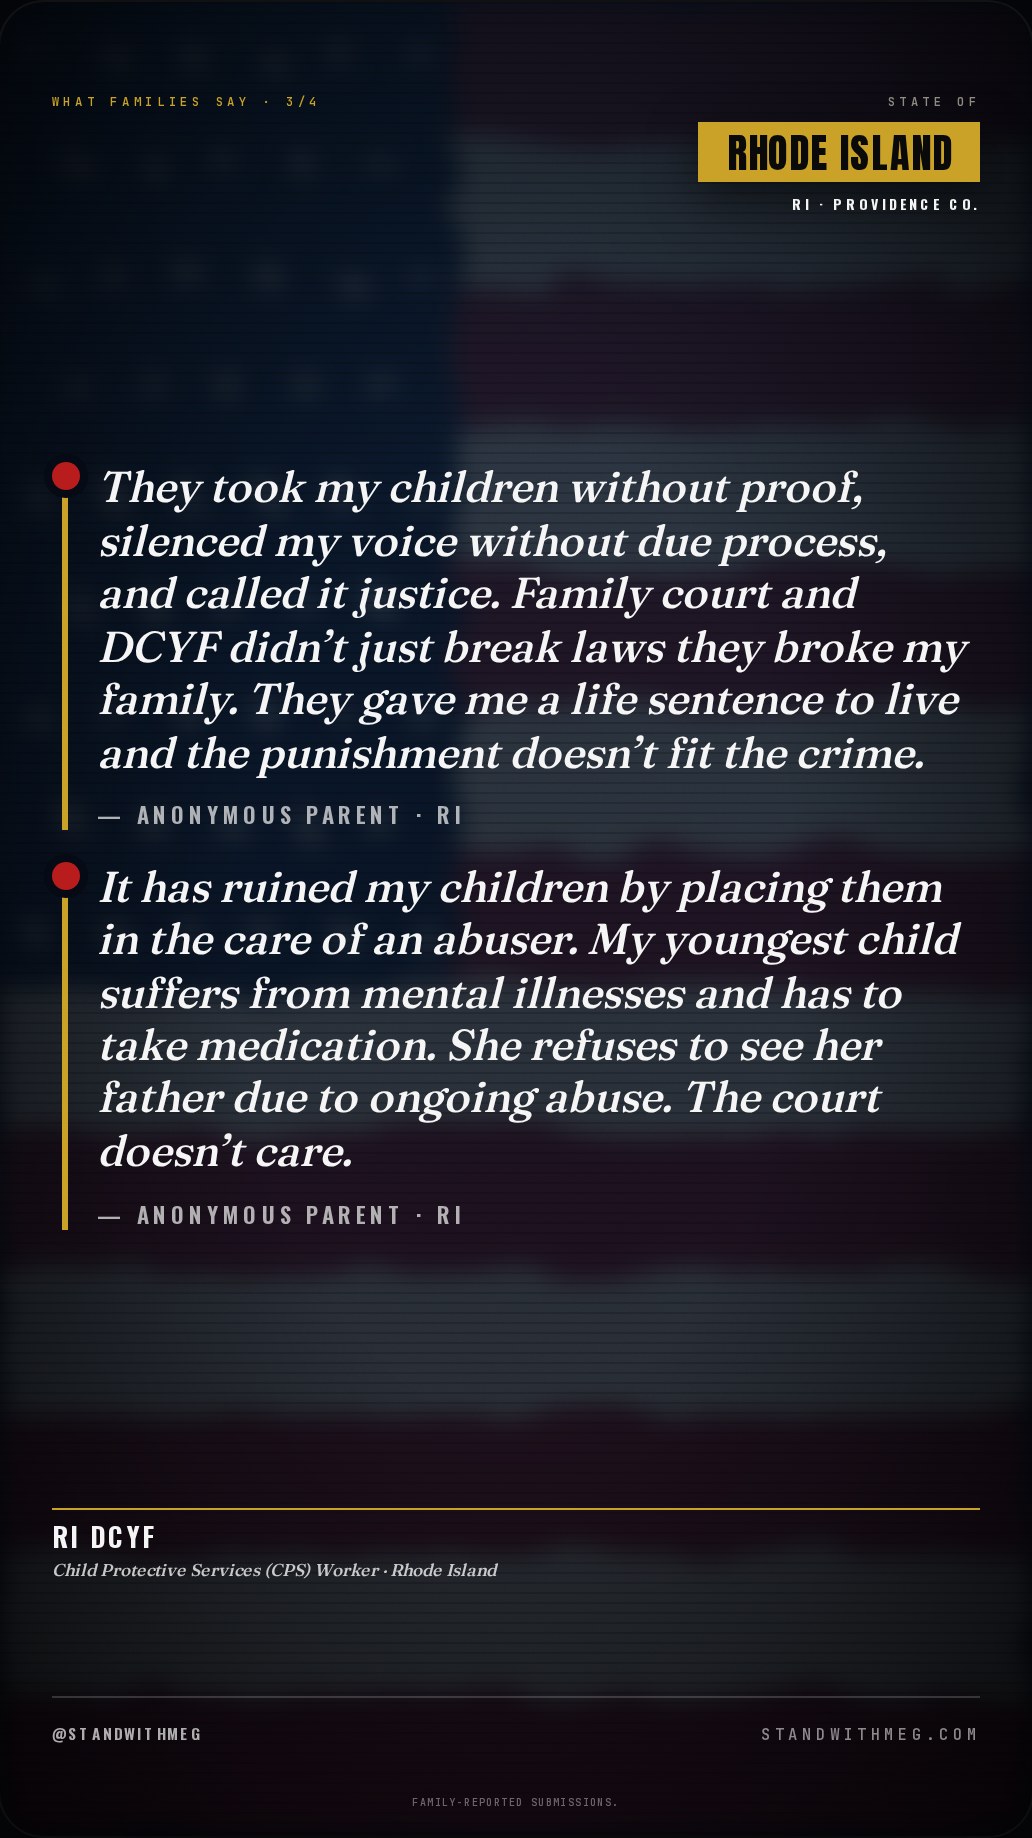 WHAT FAMILIES SAY · 3/4
STATE OF
RHODE ISLAND
RI · PROVIDENCE CO.
They took my children without proof,
silenced my voice without due process,
and called it justice. Family court and
DCYF didn’t just break laws they broke my
family. They gave me a life sentence to live
and the punishment doesn’t fit the crime.
— ANONYMOUS PARENT · RI
It has ruined my children by placing them
in the care of an abuser. My youngest child
suffers from mental illnesses and has to
take medication. She refuses to see her
father due to ongoing abuse. The court
doesn’t care.
— ANONYMOUS PARENT · RI
RI DCYF
Child Protective Services (CPS) Worker · Rhode Island
@STANDWITHMEG
STANDWITHMEG.COM
FAMILY-REPORTED SUBMISSIONS.